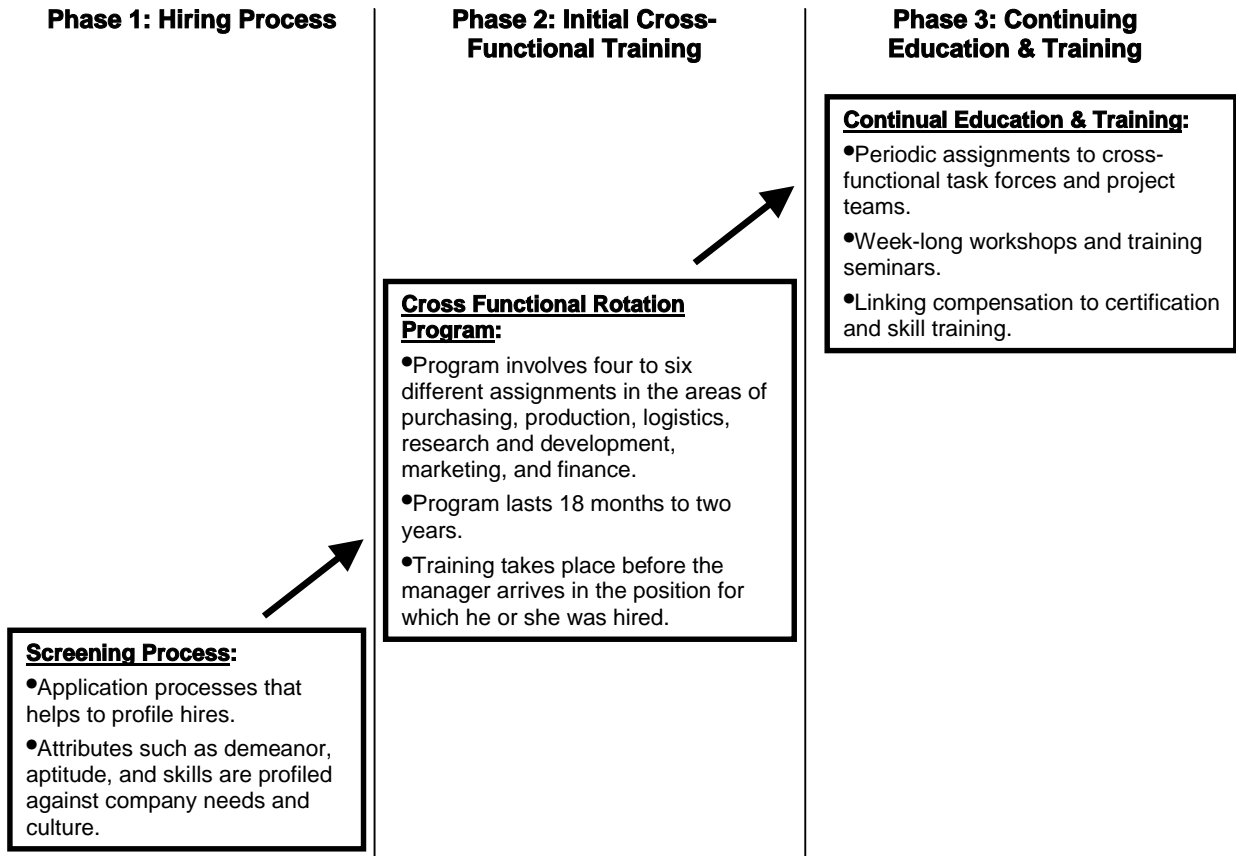 Phase 1: Hiring Process
Phase 2: Initial Cross-
Functional Training
Phase 3: Continuing
Education & Training
Continual Education & Training:
•Periodic assignments to cross-
functional task forces and project
teams.
•Week-long workshops and training
seminars.
•Linking compensation to certification
and skill training.
Cross Functional Rotation
Program:
•Program involves four to six
different assignments in the areas of
purchasing, production, logistics,
research and development,
marketing, and finance.
•Program lasts 18 months to two
years.
•Training takes place before the
manager arrives in the position for
which he or she was hired.
Screening Process:
•Application processes that
helps to profile hires.
•Attributes such as demeanor,
aptitude, and skills are profiled
against company needs and
culture.